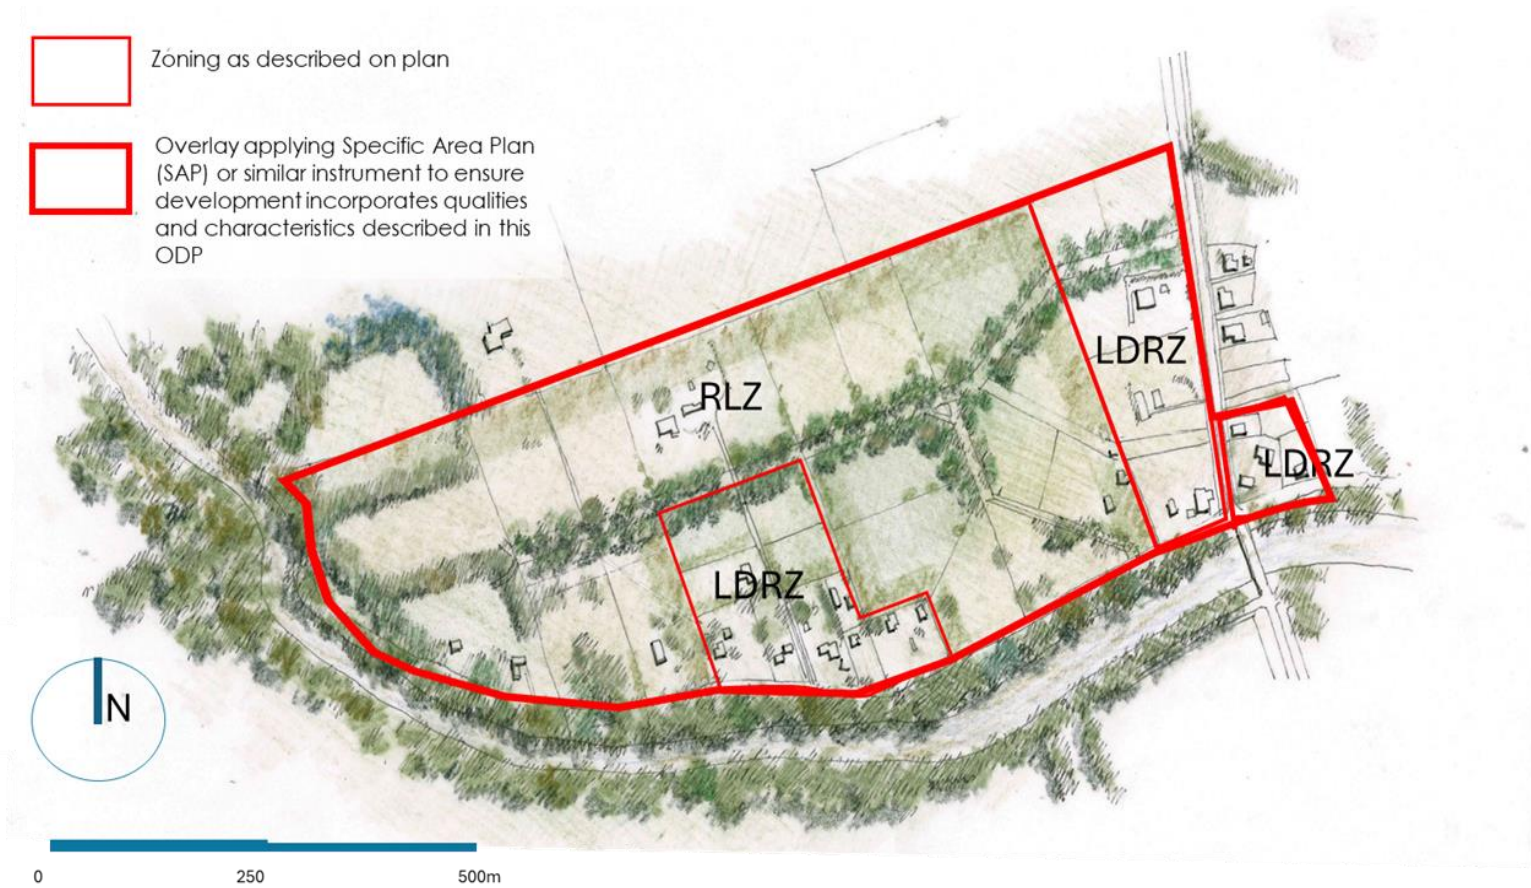 Zoning as described on plan
Overlay applying Specific Area Plan
(SAP) or similar instrument to ensure
development incorporates qualities
and characteristics described in this
ODP
LDRZ
RLZ
LDRZ
LDRZ
N
0 250 500m